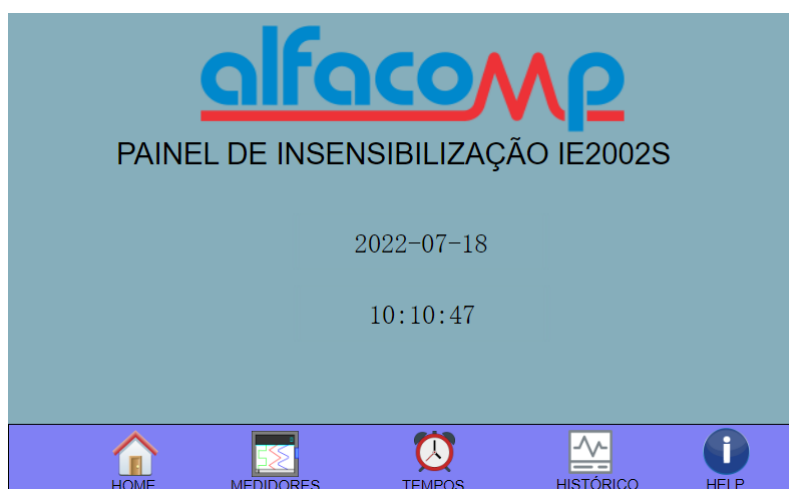 alfacomp
PAINEL DE INSENSIBILIZAÇÃO IE2002S
2022-07-18
10:10:47
HOME MEDIDORES TEMPOS HISTÓRICO HELP